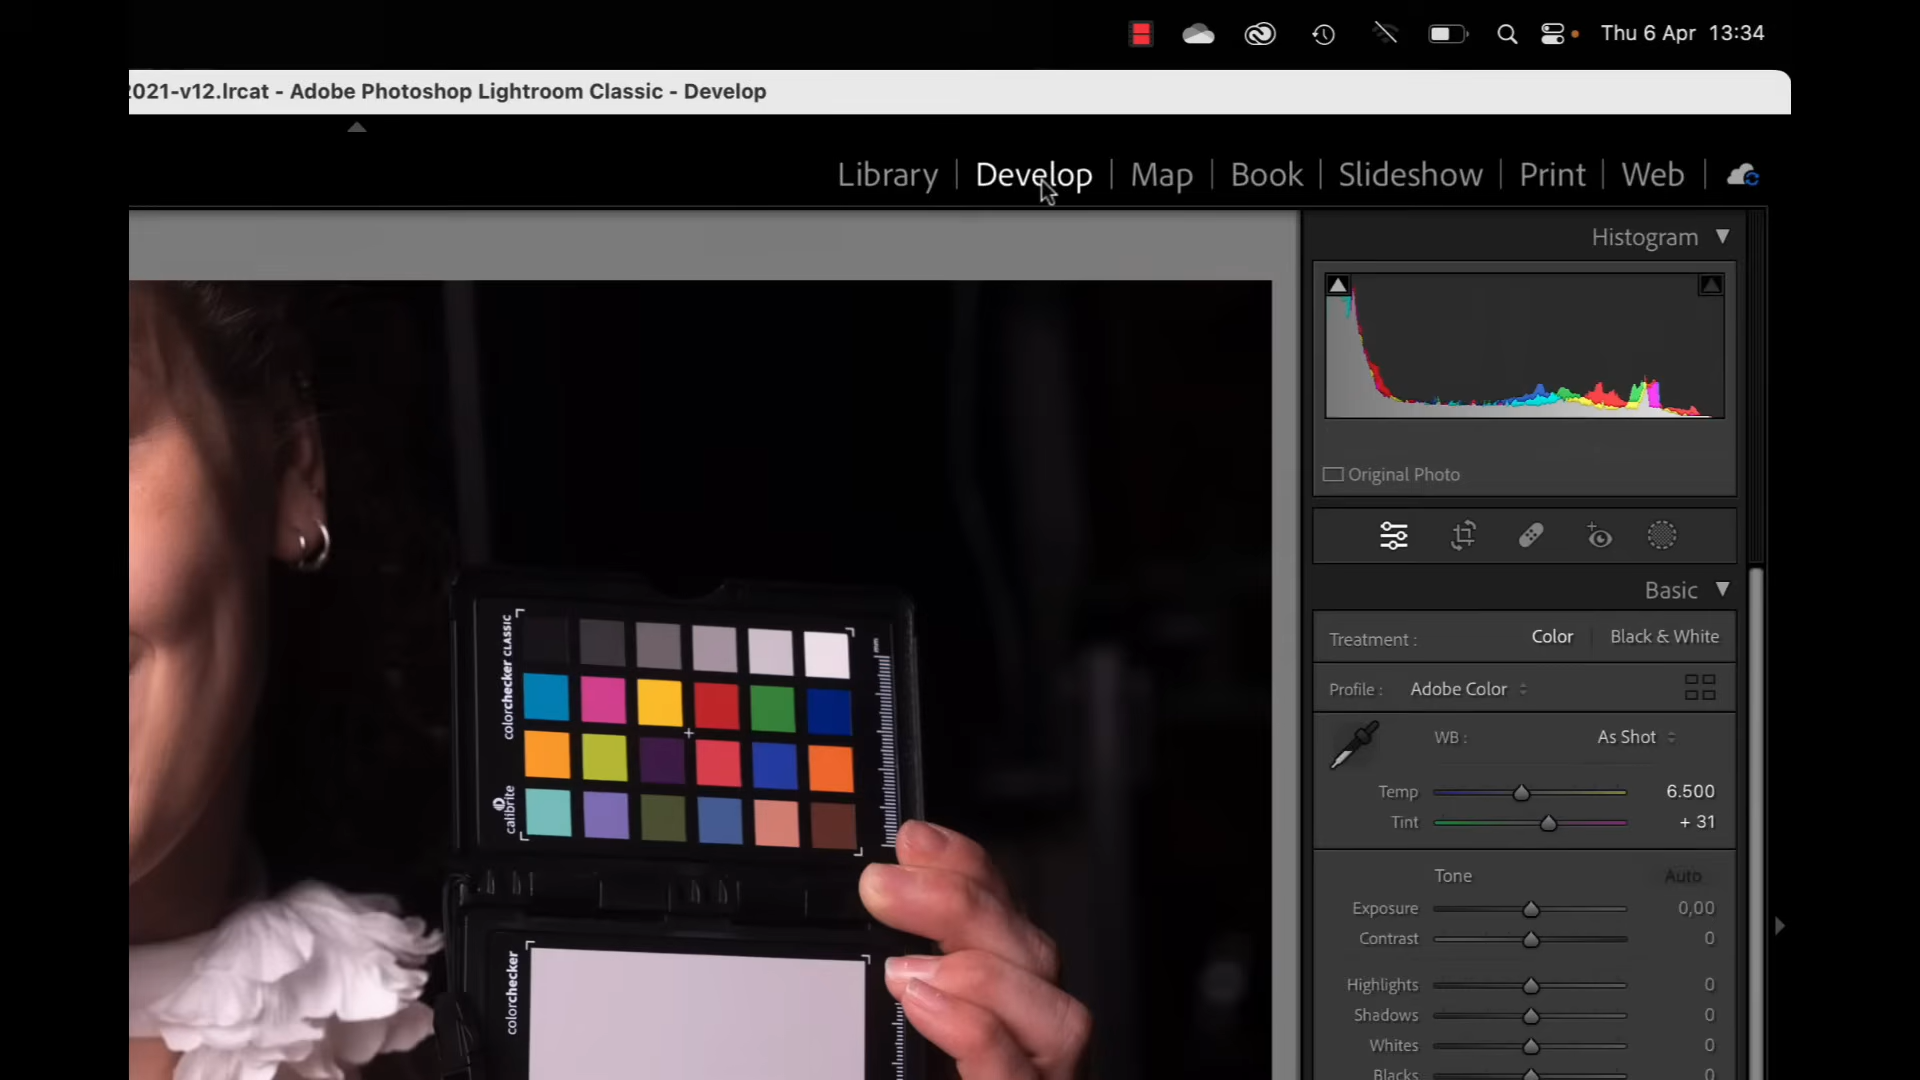 Thu 6 Apr 13:34
2021-v12.lrcat - Adobe Photoshop Lightroom Classic - Develop
Library | Develop | Map | Book | Slideshow | Print | Web
Histogram
Original Photo
Basic
Treatment : Color Black & White
Profile : Adobe Color
WB : As Shot
Temp 6.500
Tint + 31
Tone Auto
Exposure 0,00
Contrast 0
Highlights 0
Shadows 0
Whites 0
Blacks 0
colorchecker CLASSIC
mm
calibrite
colorchecker